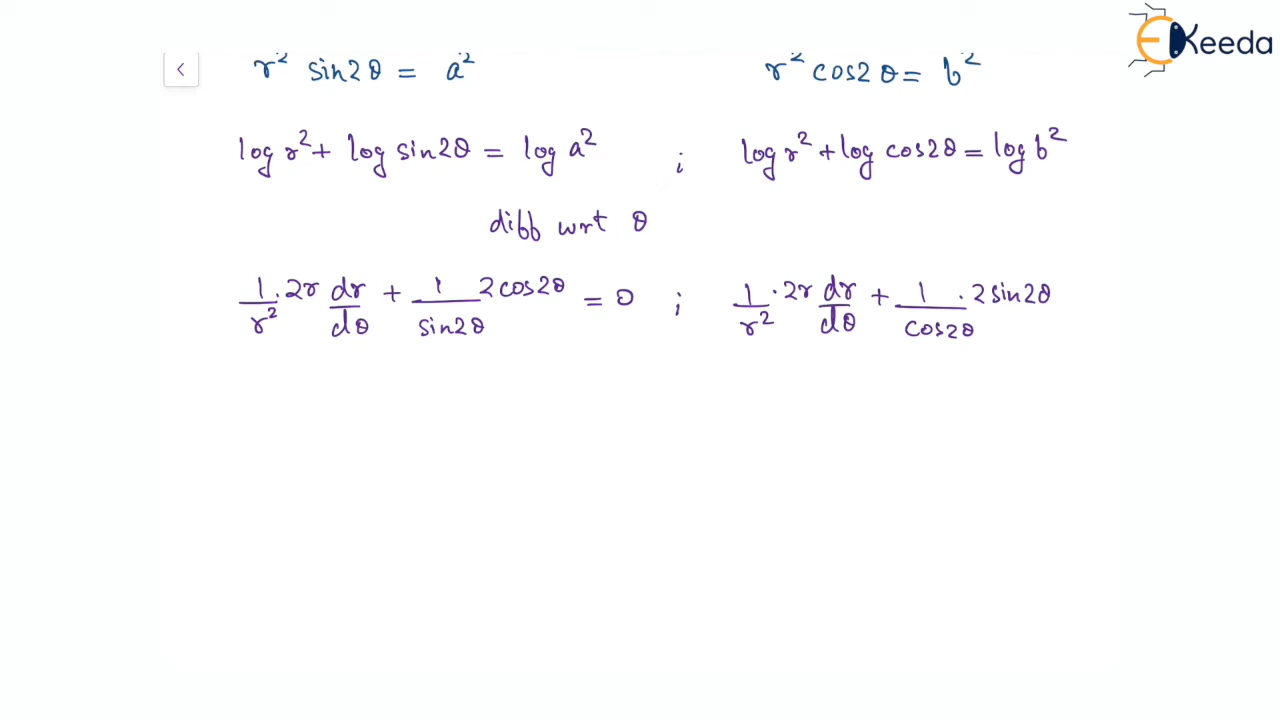 EKeeda
<
r² sin2θ = a² r² cos2θ = b²
log r² + log sin2θ = log a² ; log r² + log cos2θ = log b²
diff wrt θ
1/r² · 2r dr/dθ + 1/sin2θ 2cos2θ = 0 ; 1/r² · 2r dr/dθ + 1/cos2θ · 2sin2θ